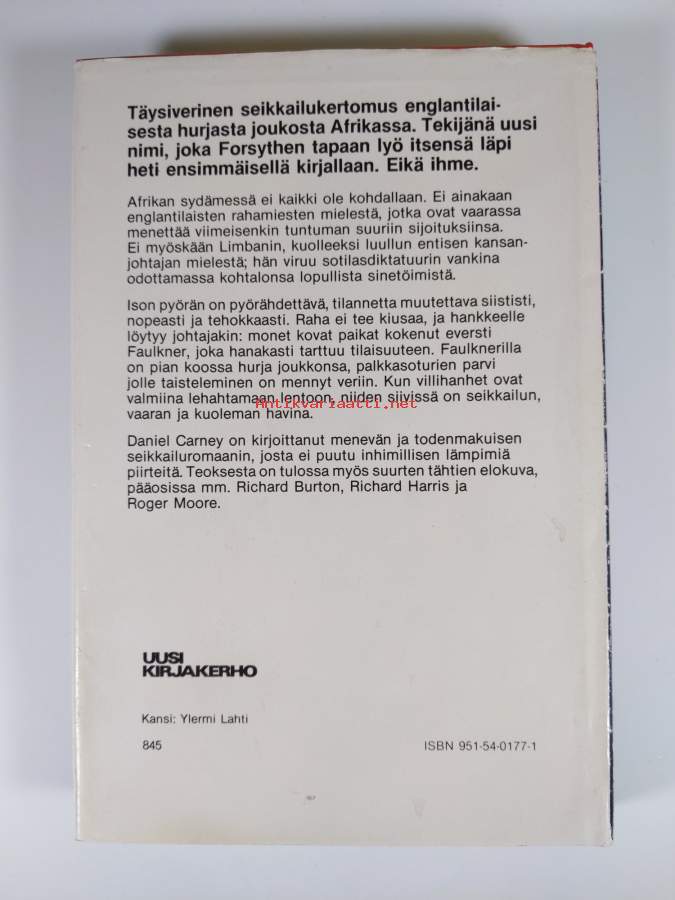 Täysiverinen seikkailukertomus englantilai-
sesta hurjasta joukosta Afrikassa. Tekijänä uusi
nimi, joka Forsythen tapaan lyö itsensä läpi
heti ensimmäisellä kirjallaan. Eikä ihme.
Afrikan sydämessä ei kaikki ole kohdallaan. Ei ainakaan
englantilaisten rahamiesten mielestä, jotka ovat vaarassa
menettää viimeisenkin tuntuman suuriin sijoituksiinsa.
Ei myöskään Limbanin, kuolleeksi luullun entisen kansan-
johtajan mielestä; hän viruu sotilasdiktatuurin vankina
odottamassa kohtalonsa lopullista sinetöimistä.
Ison pyörän on pyörähdettävä, tilannetta muutettava siististi,
nopeasti ja tehokkaasti. Raha ei tee kiusaa, ja hankkeelle
löytyy johtajakin: monet kovat paikat kokenut eversti
Faulkner, joka hanakasti tarttuu tilaisuuteen. Faulknerilla
on pian koossa hurja joukkonsa, palkkasoturien parvi
jolle taisteleminen on mennyt veriin. Kun villihanhet ovat
valmiina lehahtamaan lentoon, niiden siivissä on seikkailun,
vaaran ja kuoleman havina.
Antikvariaatti.net
Daniel Carney on kirjoittanut menevän ja todenmakuisen
seikkailuromaanin, josta ei puutu inhimillisen lämpimiä
piirteitä. Teoksesta on tulossa myös suurten tähtien elokuva,
pääosissa mm. Richard Burton, Richard Harris ja
Roger Moore.
UUSI
KIRJAKERHO
Kansi: Ylermi Lahti
845
ISBN 951-54-0177-1